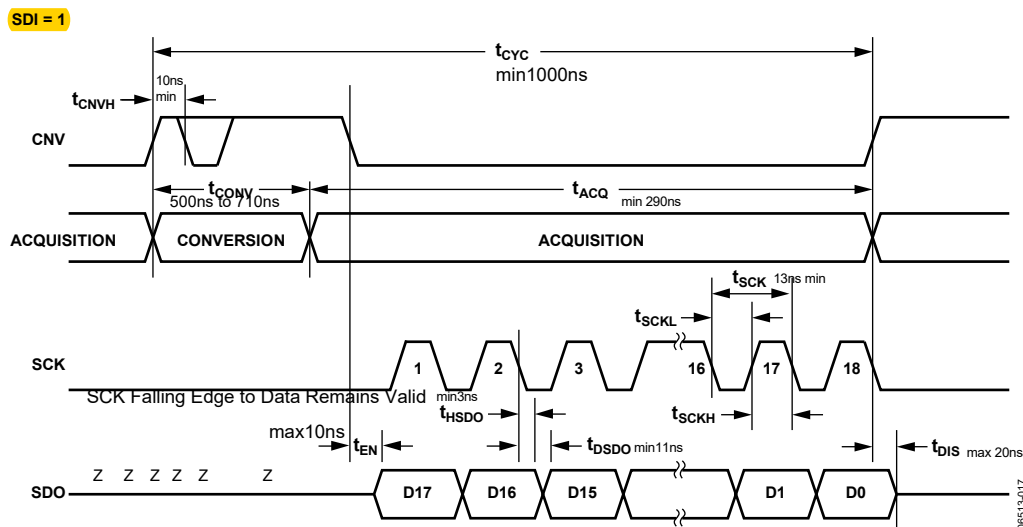 SDI = 1
tCYC
min1000ns
10ns
min
tCNVH
CNV
tCONV
500ns to 710ns
tACQ
min 290ns
ACQUISITION
CONVERSION
ACQUISITION
tSCK 13ns min
tSCKL
SCK
1
2
3
16
17
18
SCK Falling Edge to Data Remains Valid min3ns
tHSDO
tSCKH
max10ns
tEN
tDSDO min11ns
tDIS max 20ns
SDO
Z Z Z Z Z Z
D17
D16
D15
D1
D0
06513-017